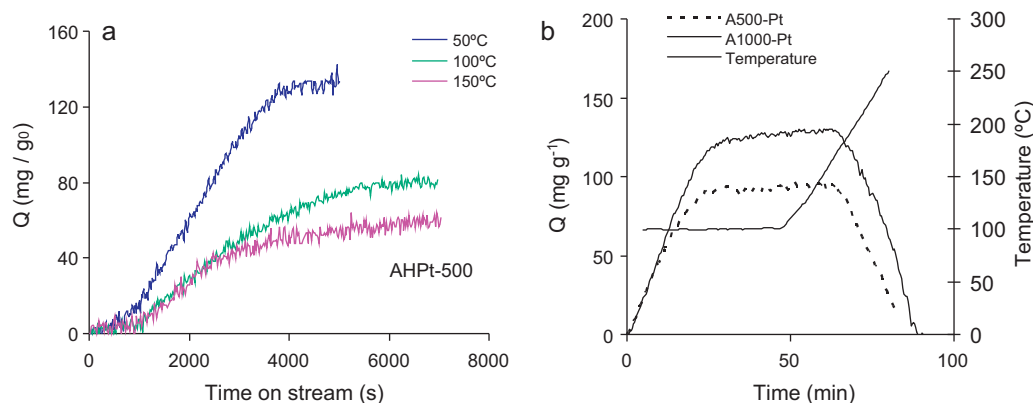 a
160
120
80
40
0
Q (mg / g0)
50ºC
100ºC
150ºC
AHPt-500
0 2000 4000 6000 8000
Time on stream (s)
b
200
150
100
50
0
Q (mg g-1)
A500-Pt
A1000-Pt
Temperature
300
250
200
150
100
50
0
Temperature (ºC)
0 50 100
Time (min)